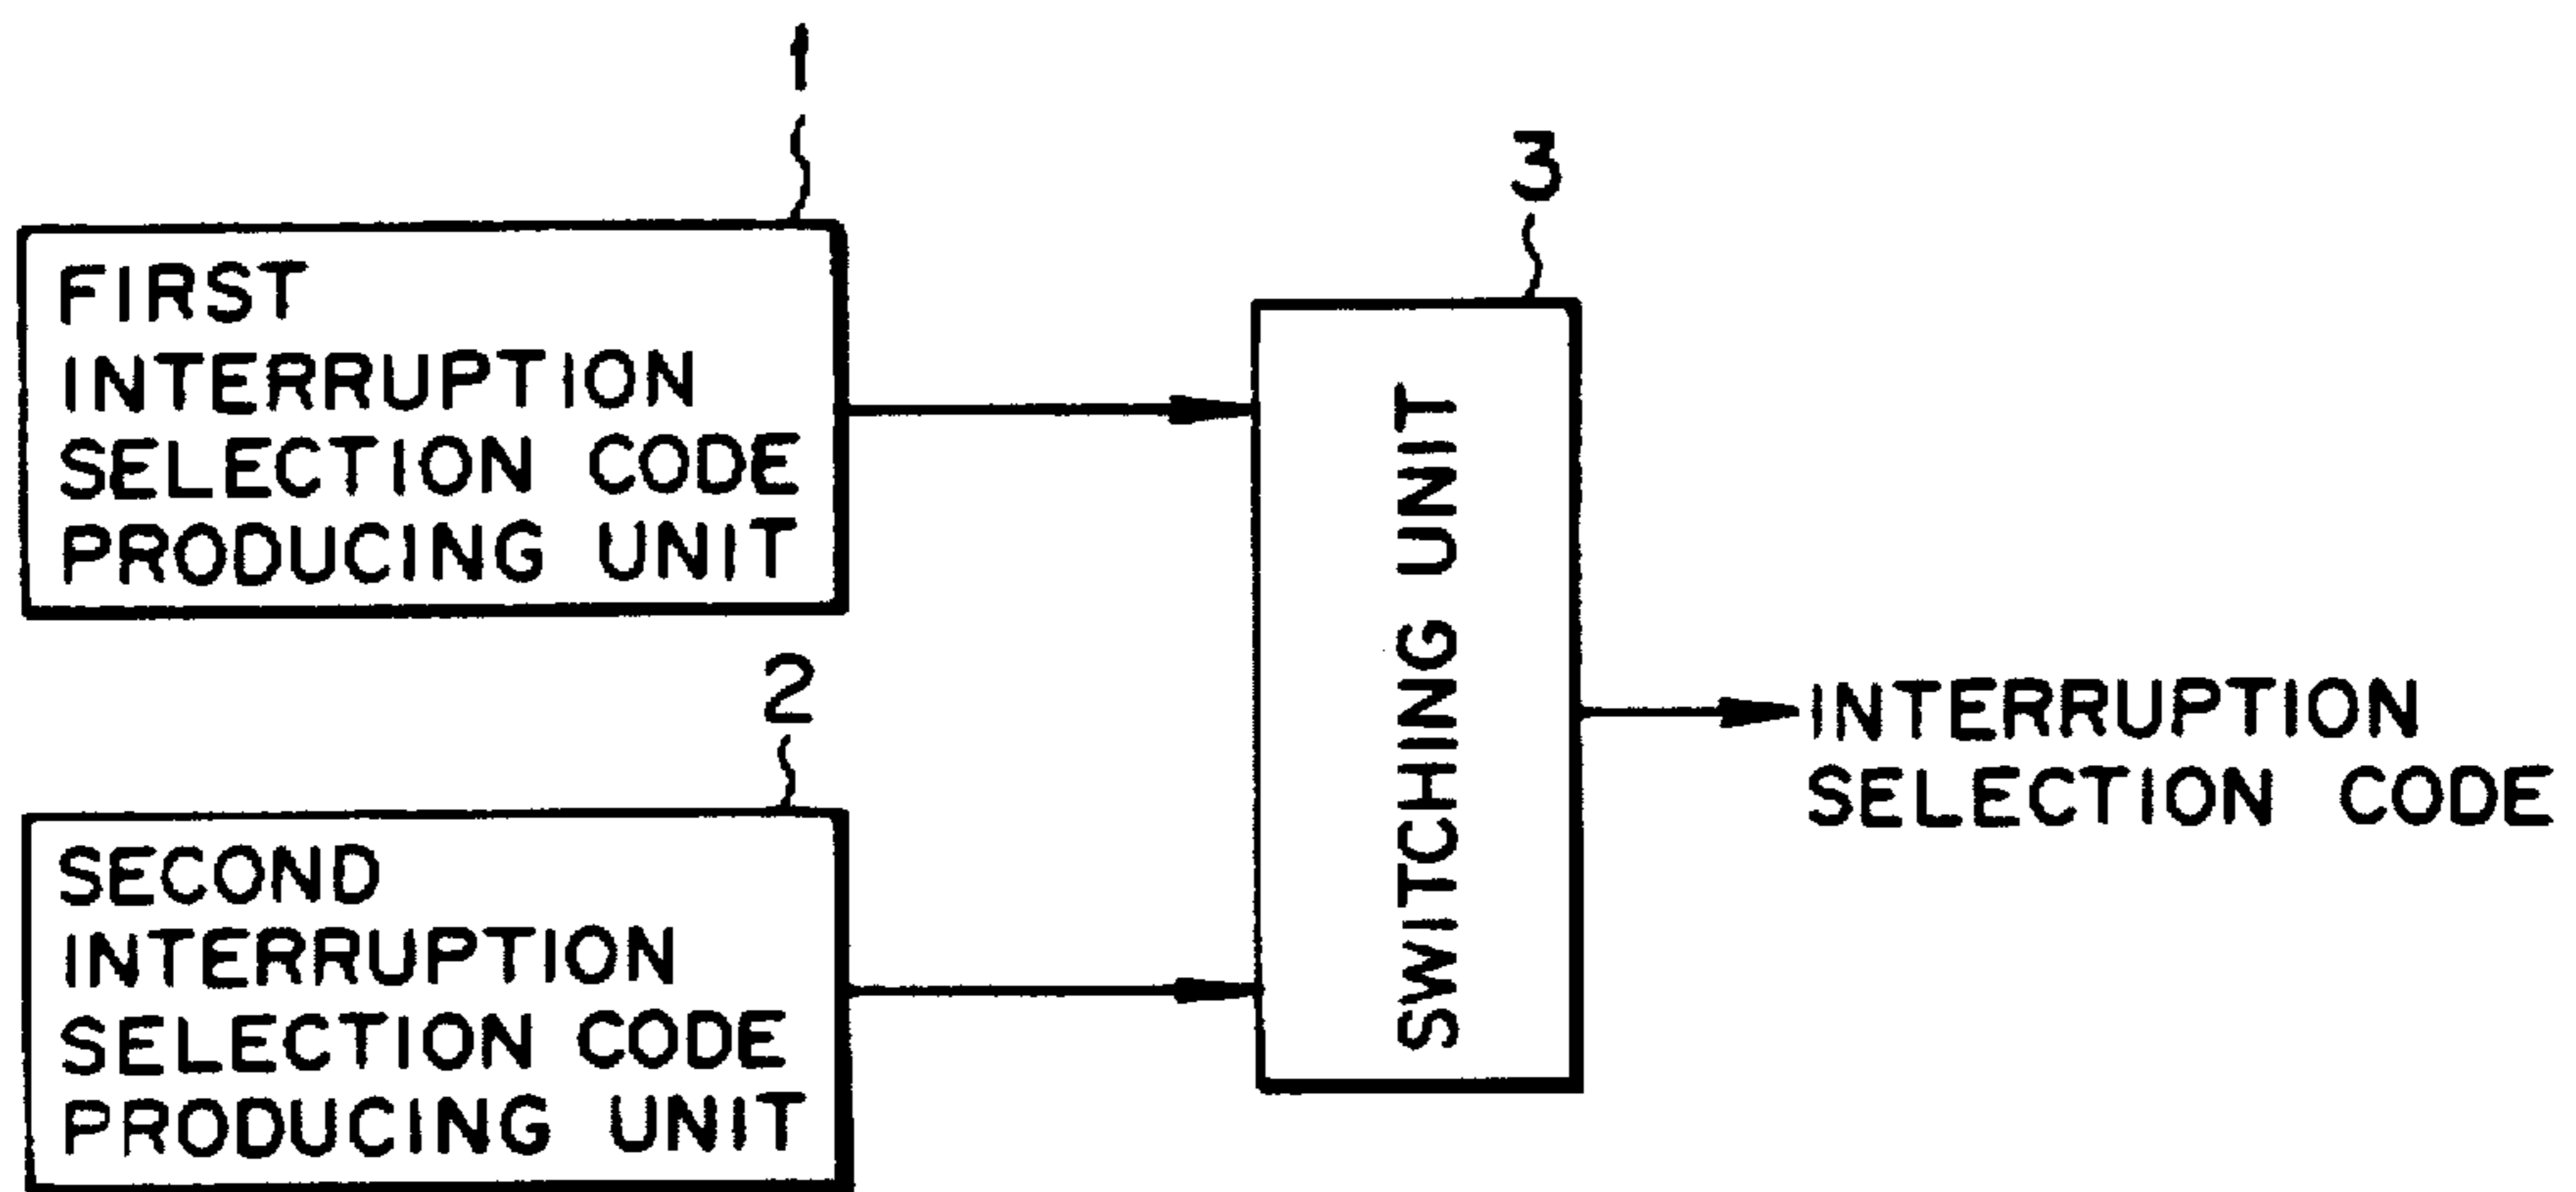 1
FIRST
INTERRUPTION
SELECTION CODE
PRODUCING UNIT
3
SWITCHING UNIT
2
SECOND
INTERRUPTION
SELECTION CODE
PRODUCING UNIT
INTERRUPTION
SELECTION CODE